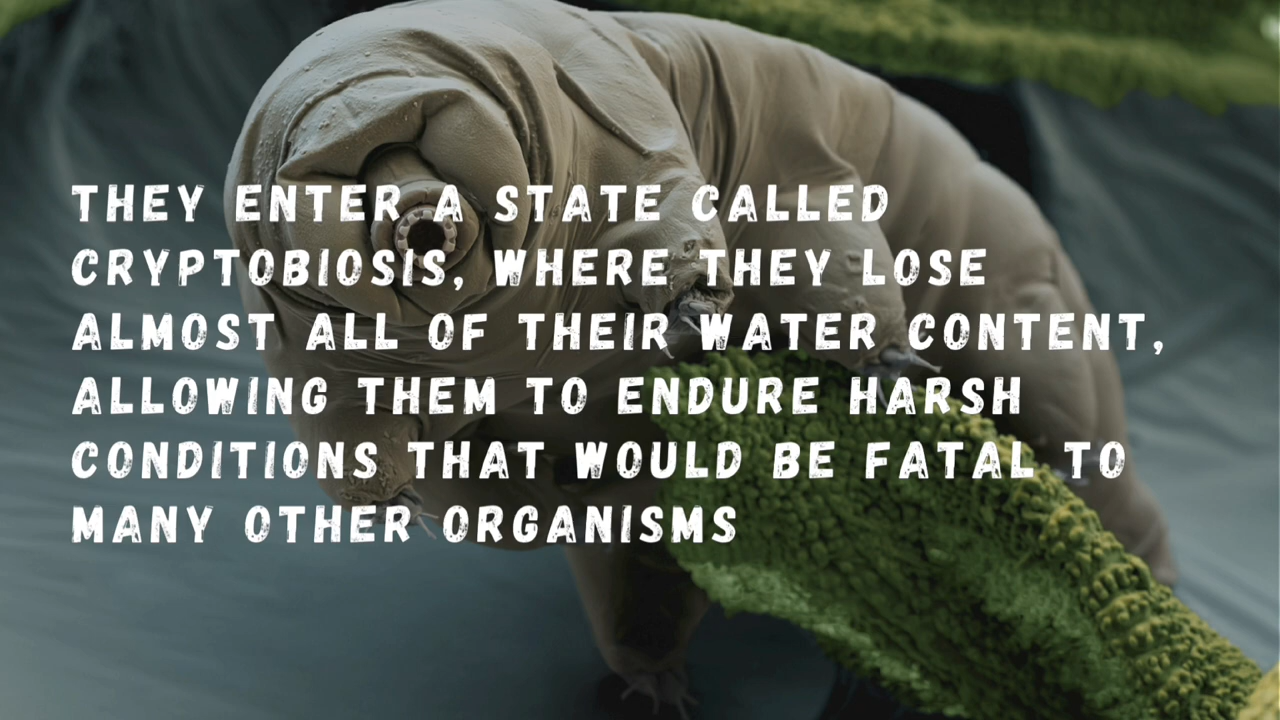 THEY ENTER A STATE CALLED
CRYPTOBIOSIS, WHERE THEY LOSE
ALMOST ALL OF THEIR WATER CONTENT,
ALLOWING THEM TO ENDURE HARSH
CONDITIONS THAT WOULD BE FATAL TO
MANY OTHER ORGANISMS